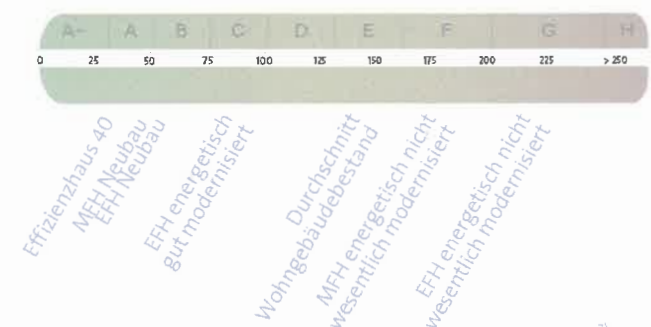 A+ A B C D E F G H
0 25 50 75 100 125 150 175 200 225 > 250
Effizienzhaus 40
MFH Neubau
EFH Neubau
EFH energetisch
gut modernisiert
Durchschnitt
Wohngebäudebestand
MFH energetisch nicht
wesentlich modernisiert
EFH energetisch nicht
wesentlich modernisiert